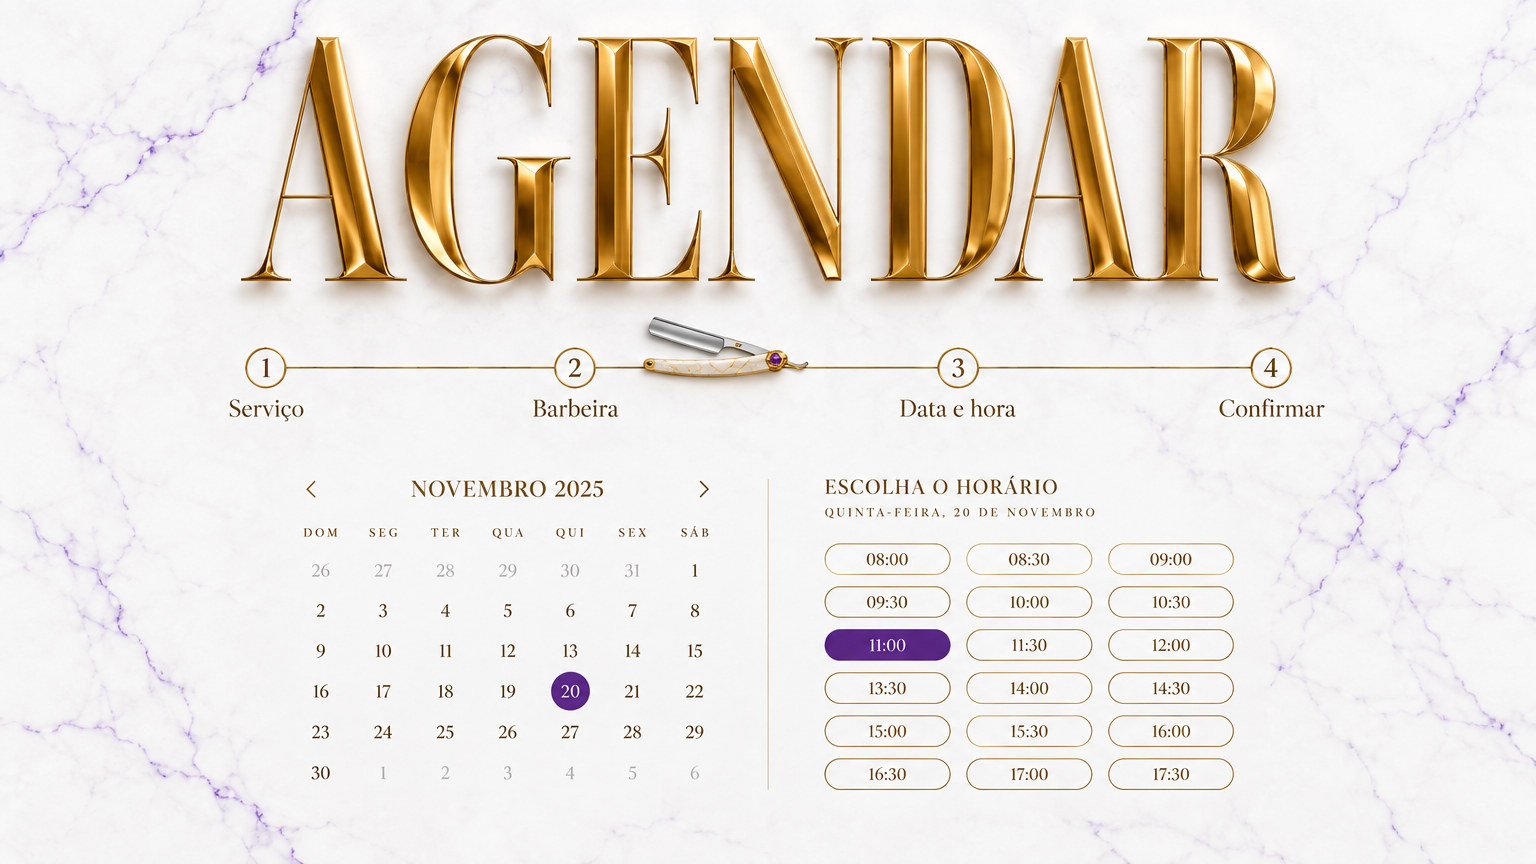 AGENDAR
1 2 3 4
Serviço Barbeira Data e hora Confirmar
NOVEMBRO 2025
DOM SEG TER QUA QUI SEX SÁB
26 27 28 29 30 31 1
2 3 4 5 6 7 8
9 10 11 12 13 14 15
16 17 18 19 20 21 22
23 24 25 26 27 28 29
30 1 2 3 4 5 6
ESCOLHA O HORÁRIO
QUINTA-FEIRA, 20 DE NOVEMBRO
08:00 08:30 09:00
09:30 10:00 10:30
11:00 11:30 12:00
13:30 14:00 14:30
15:00 15:30 16:00
16:30 17:00 17:30